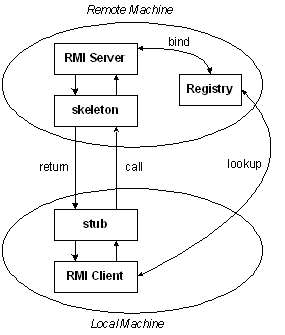 Remote Machine
bind
RMI Server
Registry
skeleton
return
call
lookup
stub
RMI Client
Local Machine